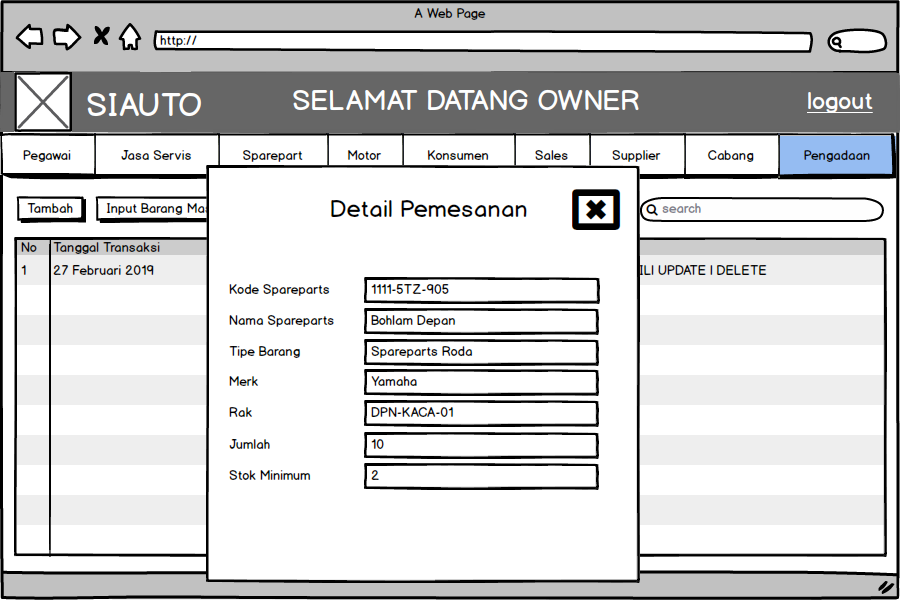 A Web Page
http://
SIAUTO
SELAMAT DATANG OWNER
logout
Pegawai
Jasa Servis
Sparepart
Motor
Konsumen
Sales
Supplier
Cabang
Pengadaan
Tambah
Input Barang
search
No
Tanggal Transaksi
1
27 Februari 2019
UPDATE | DELETE
Detail Pemesanan
Kode Spareparts
1111-5TZ-905
Nama Spareparts
Bohlam Depan
Tipe Barang
Spareparts Roda
Merk
Yamaha
Rak
DPN-KACA-01
Jumlah
10
Stok Minimum
2